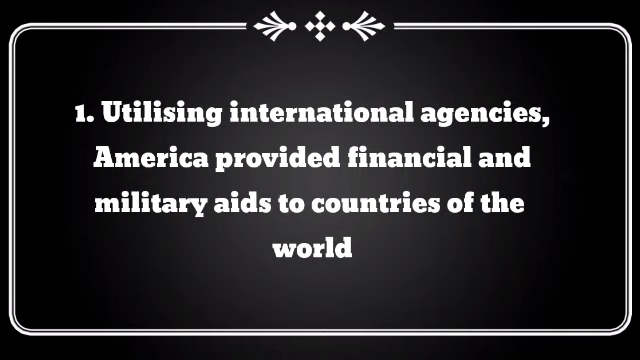 1. Utilising international agencies,
America provided financial and
military aids to countries of the
world